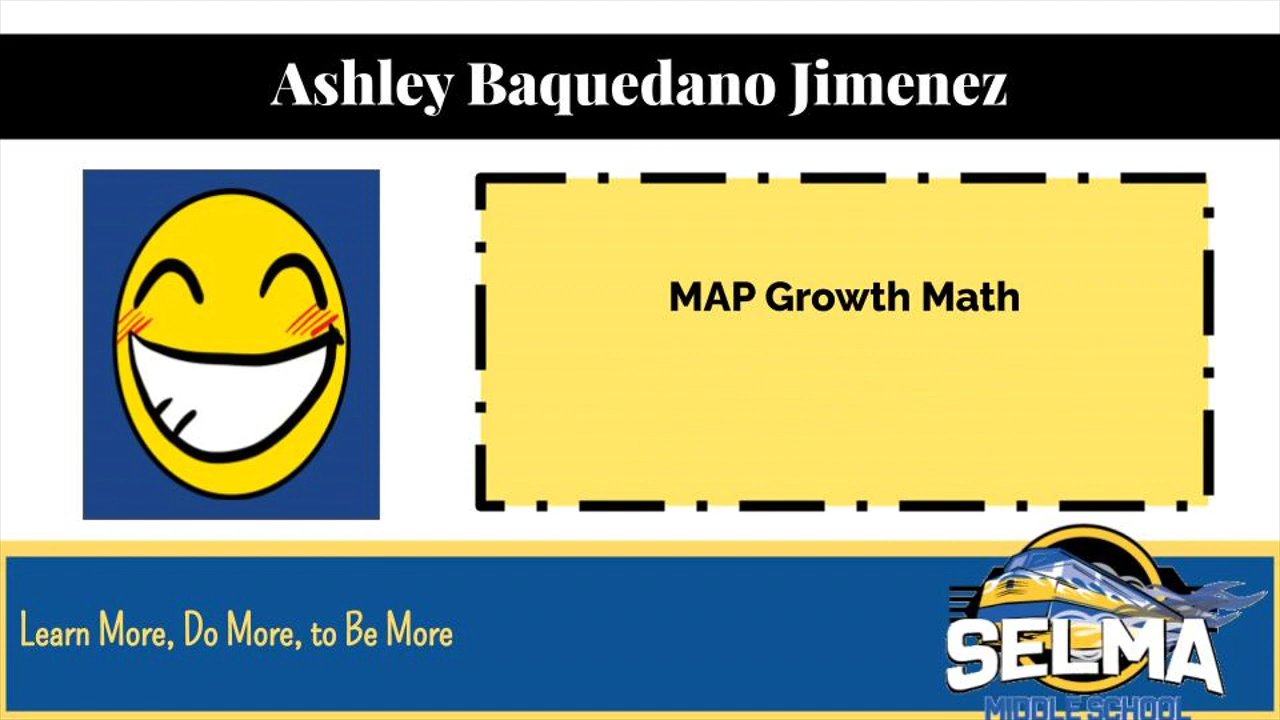 Ashley Baquedano Jimenez
MAP Growth Math
Learn More, Do More, to Be More
SELMA
MIDDLE SCHOOL